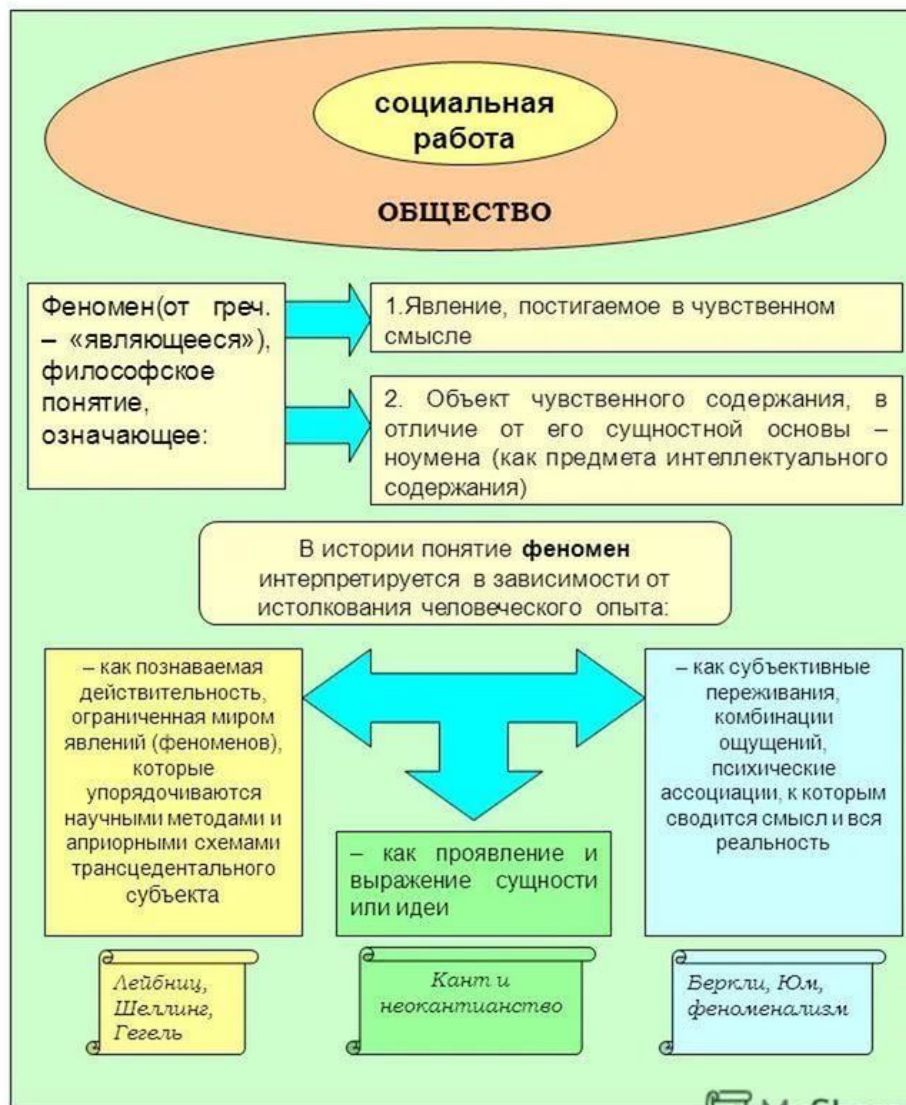 социальная
работа
ОБЩЕСТВО
Феномен(от греч.
– «являющееся»),
философское
понятие,
означающее:
1.Явление, постигаемое в чувственном
смысле
2. Объект чувственного содержания, в
отличие от его сущностной основы –
ноумена (как предмета интеллектуального
содержания)
В истории понятие феномен
интерпретируется в зависимости от
истолкования человеческого опыта:
– как познаваемая
действительность,
ограниченная миром
явлений (феноменов),
которые
упорядочиваются
научными методами и
априорными схемами
трансцедентального
субъекта
– как проявление и
выражение сущности
или идеи
– как субъективные
переживания,
комбинации
ощущений,
психические
ассоциации, к которым
сводится смысл и вся
реальность
Лейбниц,
Шеллинг,
Гегель
Кант и
неокантианство
Беркли, Юм,
феноменализм